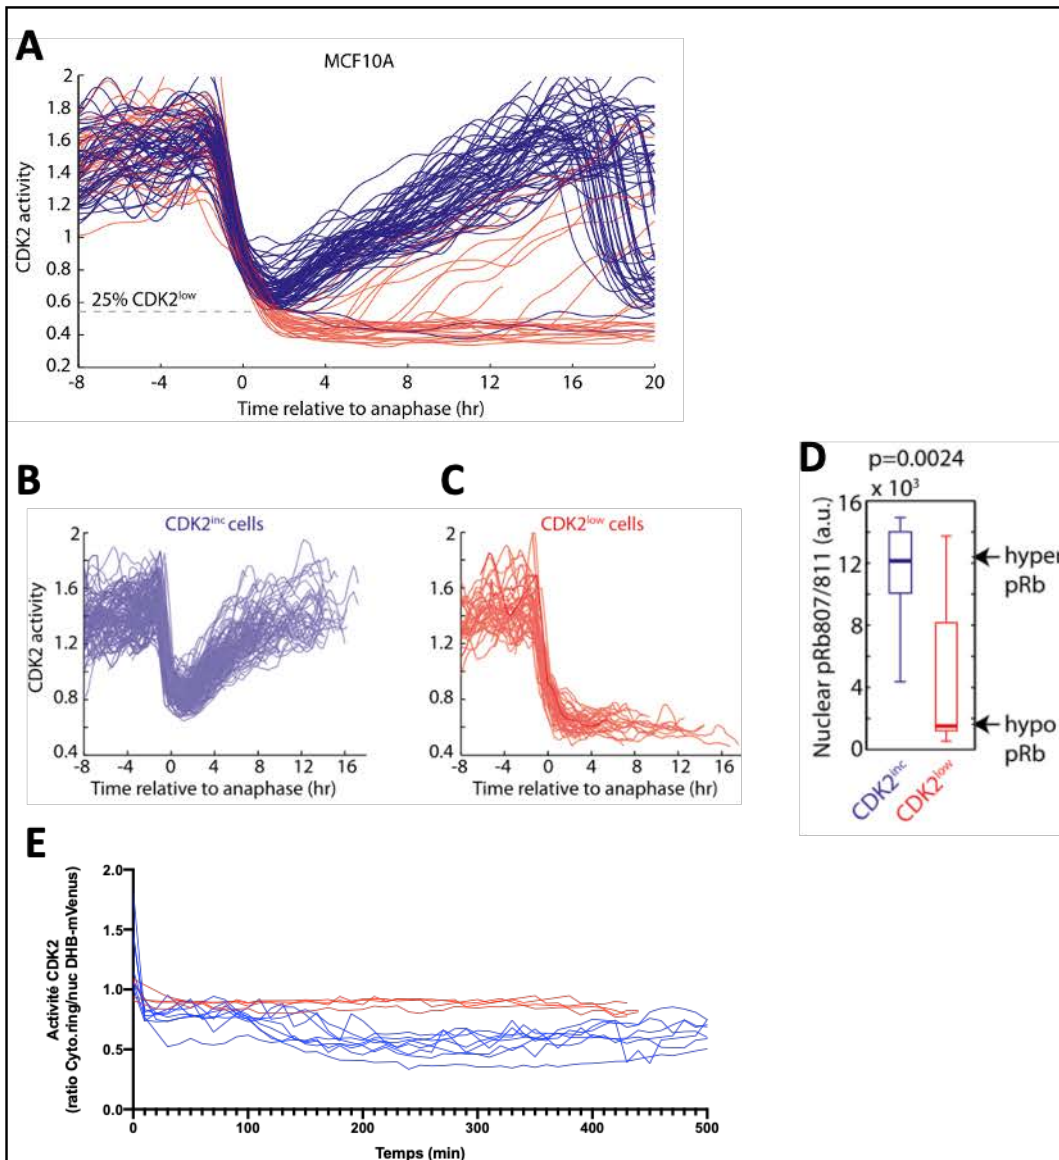 A
MCF10A
CDK2 activity
2
1.8
1.6
1.4
1.2
1
0.8
0.6
0.4
0.2
25% CDK2low
-8
-4
0
4
8
12
16
20
Time relative to anaphase (hr)
B
CDK2inc cells
CDK2 activity
2
1.6
1.2
0.8
0.4
-8
-4
0
4
8
12
16
Time relative to anaphase (hr)
C
CDK2low cells
2
1.6
1.2
0.8
0.4
-8
-4
0
4
8
12
16
Time relative to anaphase (hr)
D
p=0.0024
x 10³
Nuclear pRb807/811 (a.u.)
16
12
8
4
0
hyper
pRb
hypo
pRb
CDK2inc
CDK2low
E
Activité CDK2
(ratio Cyto.ring/nuc DHB-mVenus)
2.0
1.5
1.0
0.5
0.0
0
100
200
300
400
500
Temps (min)